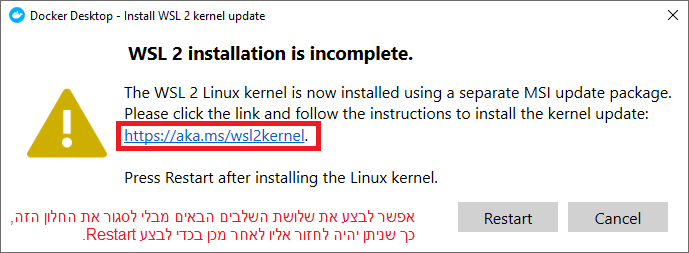 Docker Desktop - Install WSL 2 kernel update
WSL 2 installation is incomplete.
The WSL 2 Linux kernel is now installed using a separate MSI update package.
Please click the link and follow the instructions to install the kernel update:
https://aka.ms/wsl2kernel.
Press Restart after installing the Linux kernel.
אפשר לבצע את שלושת השלבים הבאים מבלי לסגור את החלון הזה,
כך שניתן יהיה לחזור אליו לאחר מכן בכדי לבצע Restart.
Restart
Cancel